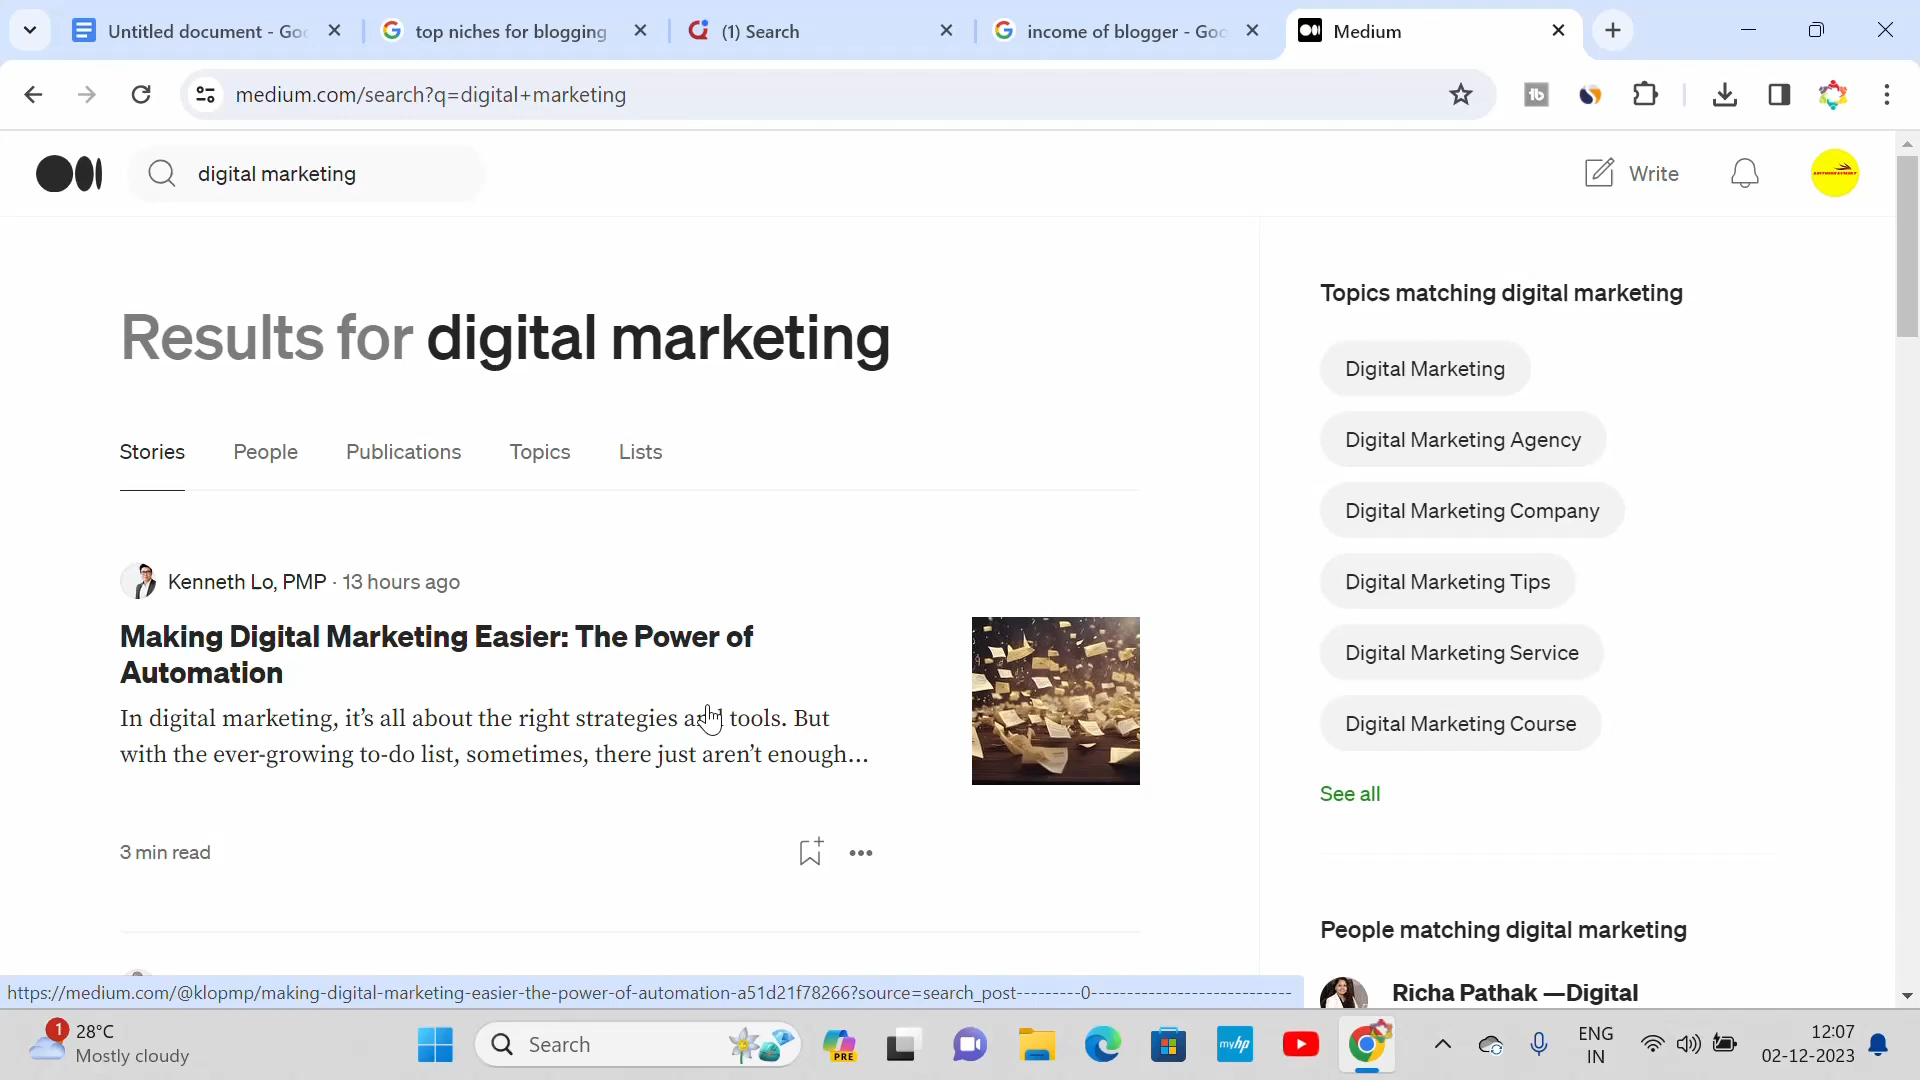 Untitled document - Goo
top niches for blogging
(1) Search
income of blogger - Goo
Medium
medium.com/search?q=digital+marketing
digital marketing
Write
Results for digital marketing
Stories
People
Publications
Topics
Lists
Kenneth Lo, PMP · 13 hours ago
Making Digital Marketing Easier: The Power of
Automation
In digital marketing, it's all about the right strategies and tools. But
with the ever-growing to-do list, sometimes, there just aren't enough...
3 min read
Topics matching digital marketing
Digital Marketing
Digital Marketing Agency
Digital Marketing Company
Digital Marketing Tips
Digital Marketing Service
Digital Marketing Course
See all
People matching digital marketing
Richa Pathak —Digital
https://medium.com/@klopmp/making-digital-marketing-easier-the-power-of-automation-a51d21f78266?source=search_post---------0----------------------------
1
28°C
Mostly cloudy
Search
PRE
myhp
ENG
IN
12:07
02-12-2023